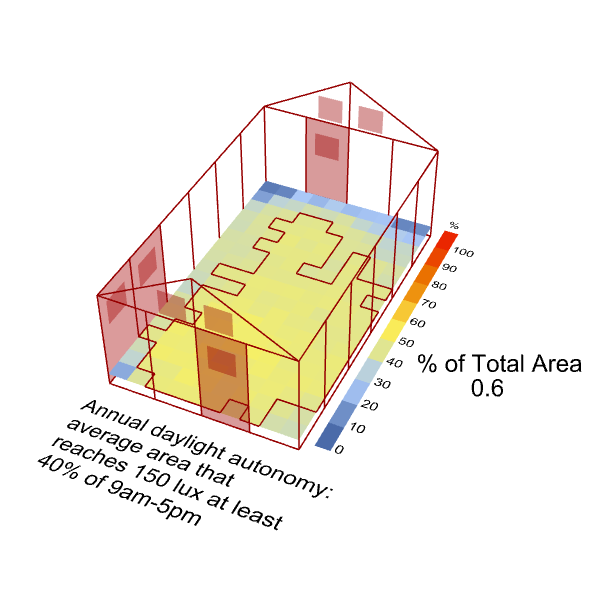 %
100
90
80
70
60
50
40
30
20
10
0
% of Total Area
0.6
Annual daylight autonomy:
average area that
reaches 150 lux at least
40% of 9am-5pm